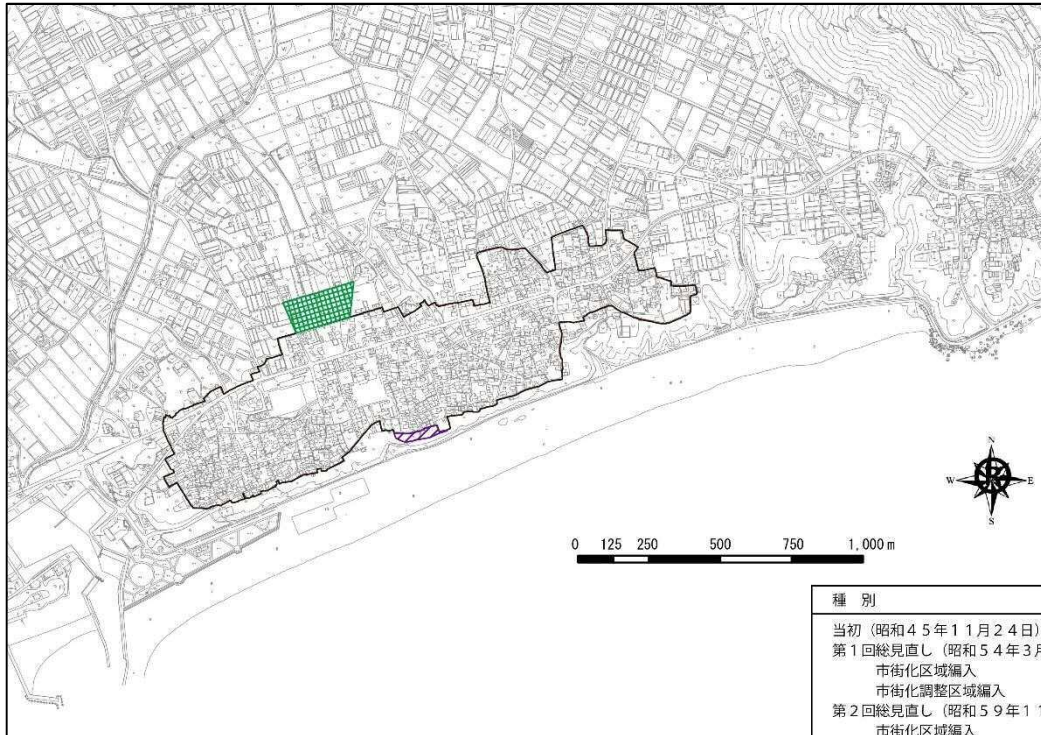 N
W
E
S
0 125 250 500 750 1,000 m
種 別
当初（昭和４５年１１月２４日）
第１回総見直し（昭和５４年３月
市街化区域編入
市街化調整区域編入
第２回総見直し（昭和５９年１１
市街化区域編入